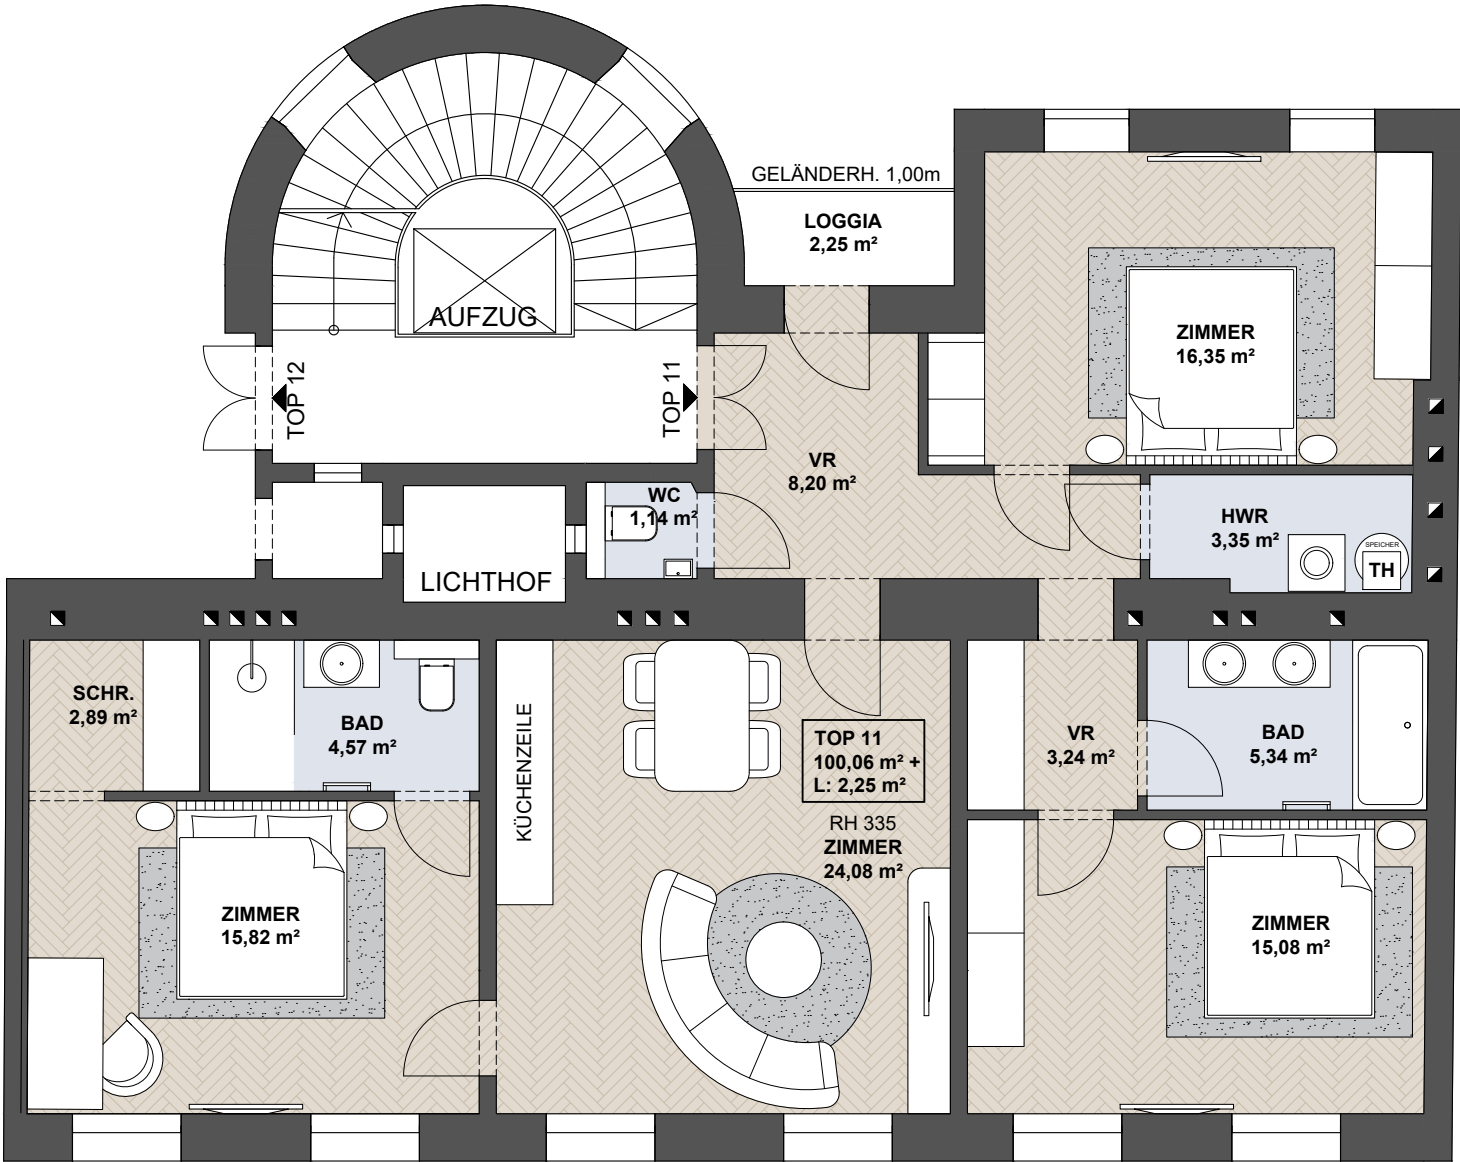 GELÄNDERH. 1,00m
LOGGIA
2,25 m²
AUFZUG
ZIMMER
16,35 m²
TOP 12
TOP 11
VR
8,20 m²
WC
1,14 m²
HWR
3,35 m²
SPEICHER
TH
LICHTHOF
SCHR.
2,89 m²
BAD
4,57 m²
KÜCHENZEILE
TOP 11
100,06 m² +
L: 2,25 m²
RH 335
ZIMMER
24,08 m²
VR
3,24 m²
BAD
5,34 m²
ZIMMER
15,82 m²
ZIMMER
15,08 m²